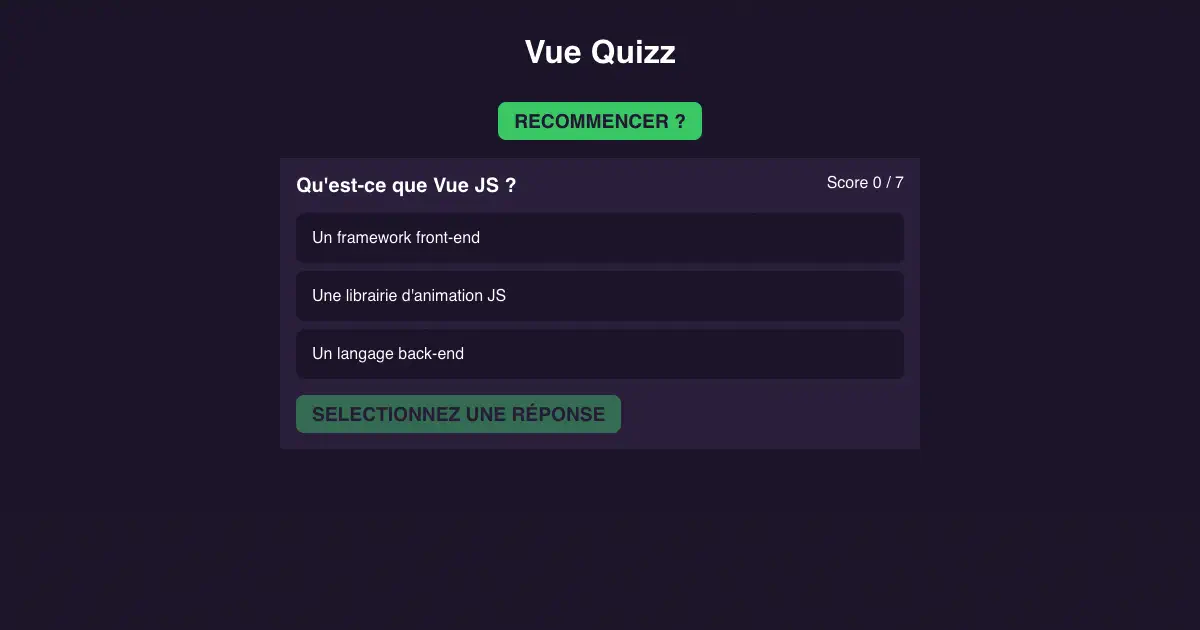 Vue Quizz
RECOMMENCER ?
Qu'est-ce que Vue JS ?
Score 0 / 7
Un framework front-end
Une librairie d'animation JS
Un langage back-end
SELECTIONNEZ UNE RÉPONSE